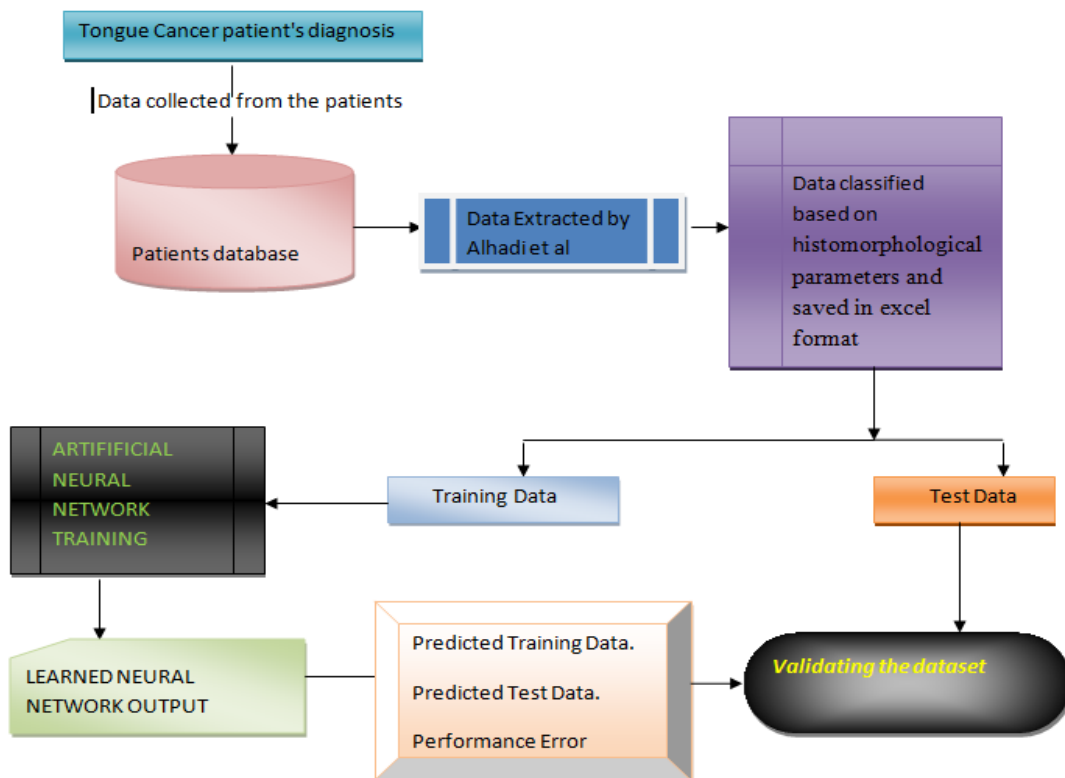 Tongue Cancer patient's diagnosis
Data collected from the patients
Patients database
Data Extracted by
Alhadi et al
Data classified
based on
histomorphological
parameters and
saved in excel
format
Training Data
Test Data
ARTIFIFICIAL
NEURAL
NETWORK
TRAINING
LEARNED NEURAL
NETWORK OUTPUT
Predicted Training Data.
Predicted Test Data.
Performance Error
Validating the dataset